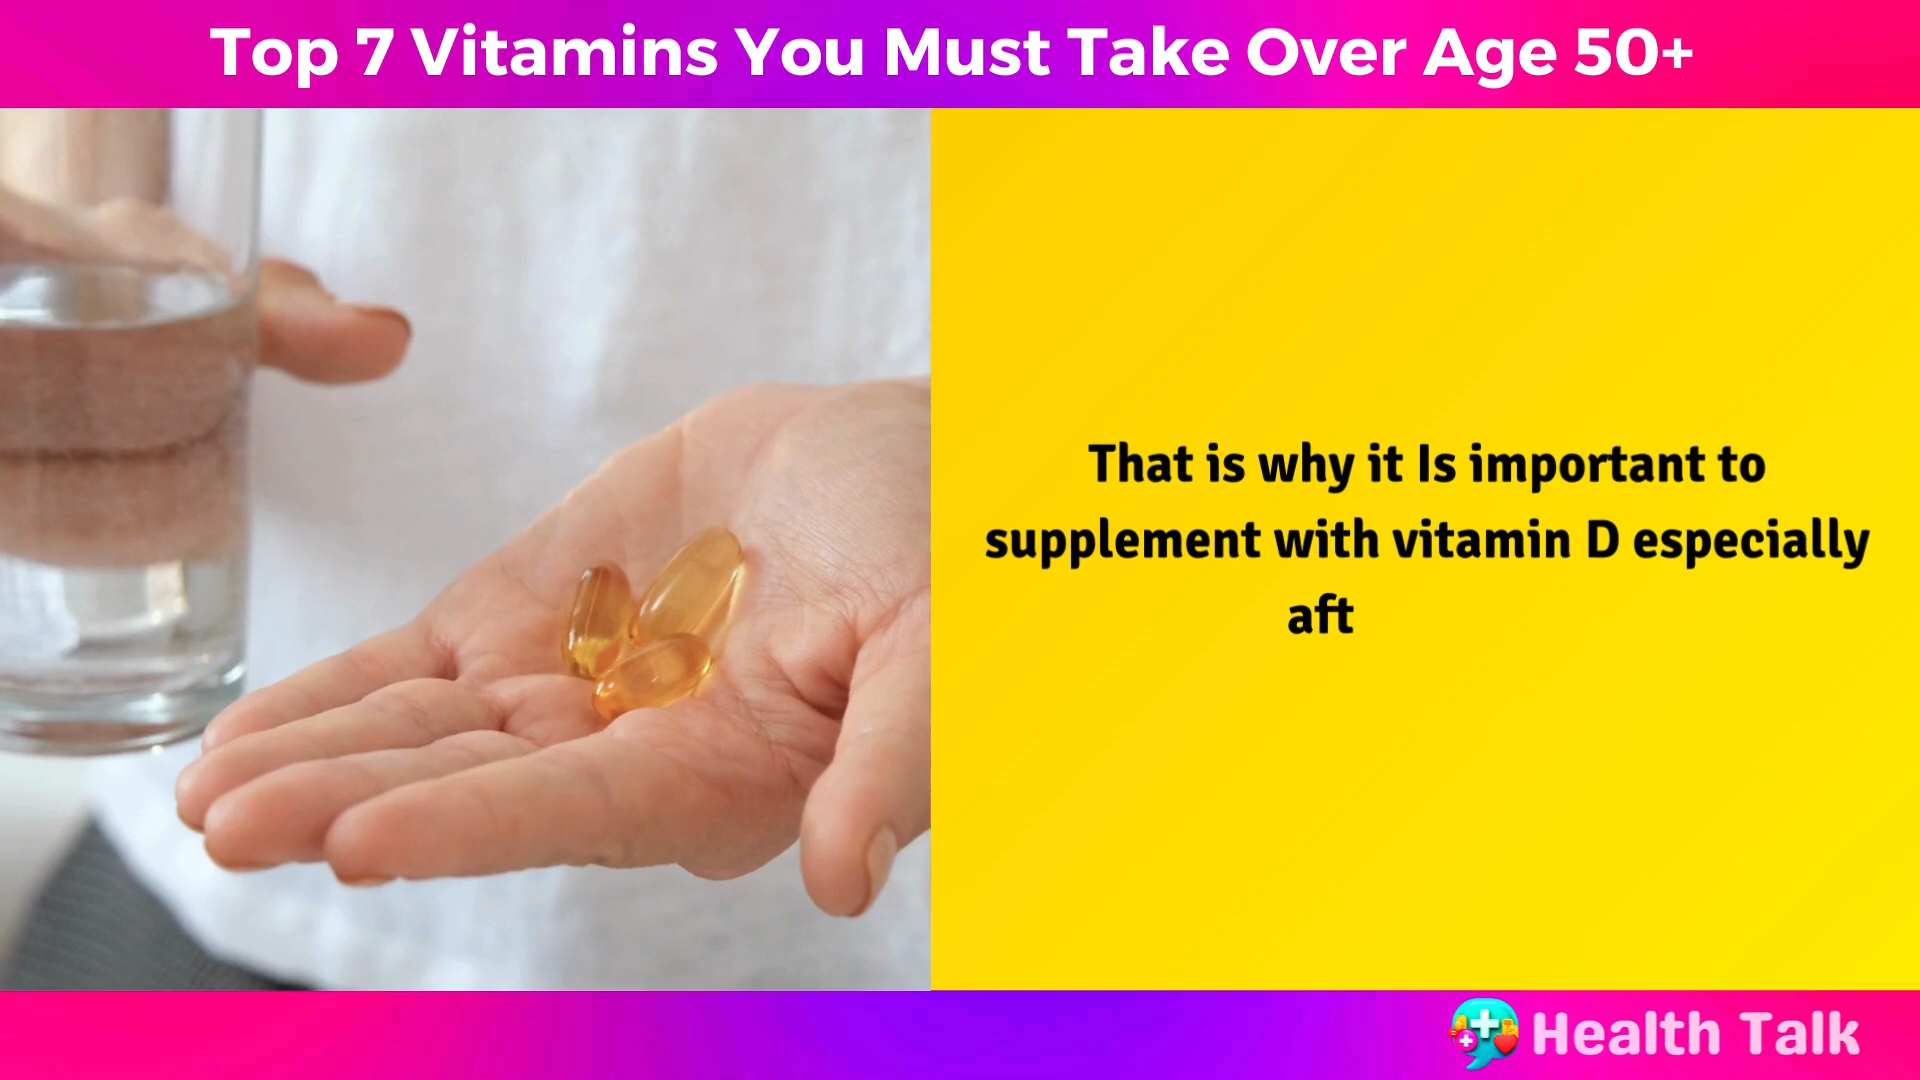 Top 7 Vitamins You Must Take Over Age 50+
That is why it Is important to
supplement with vitamin D especially
aft
Health Talk